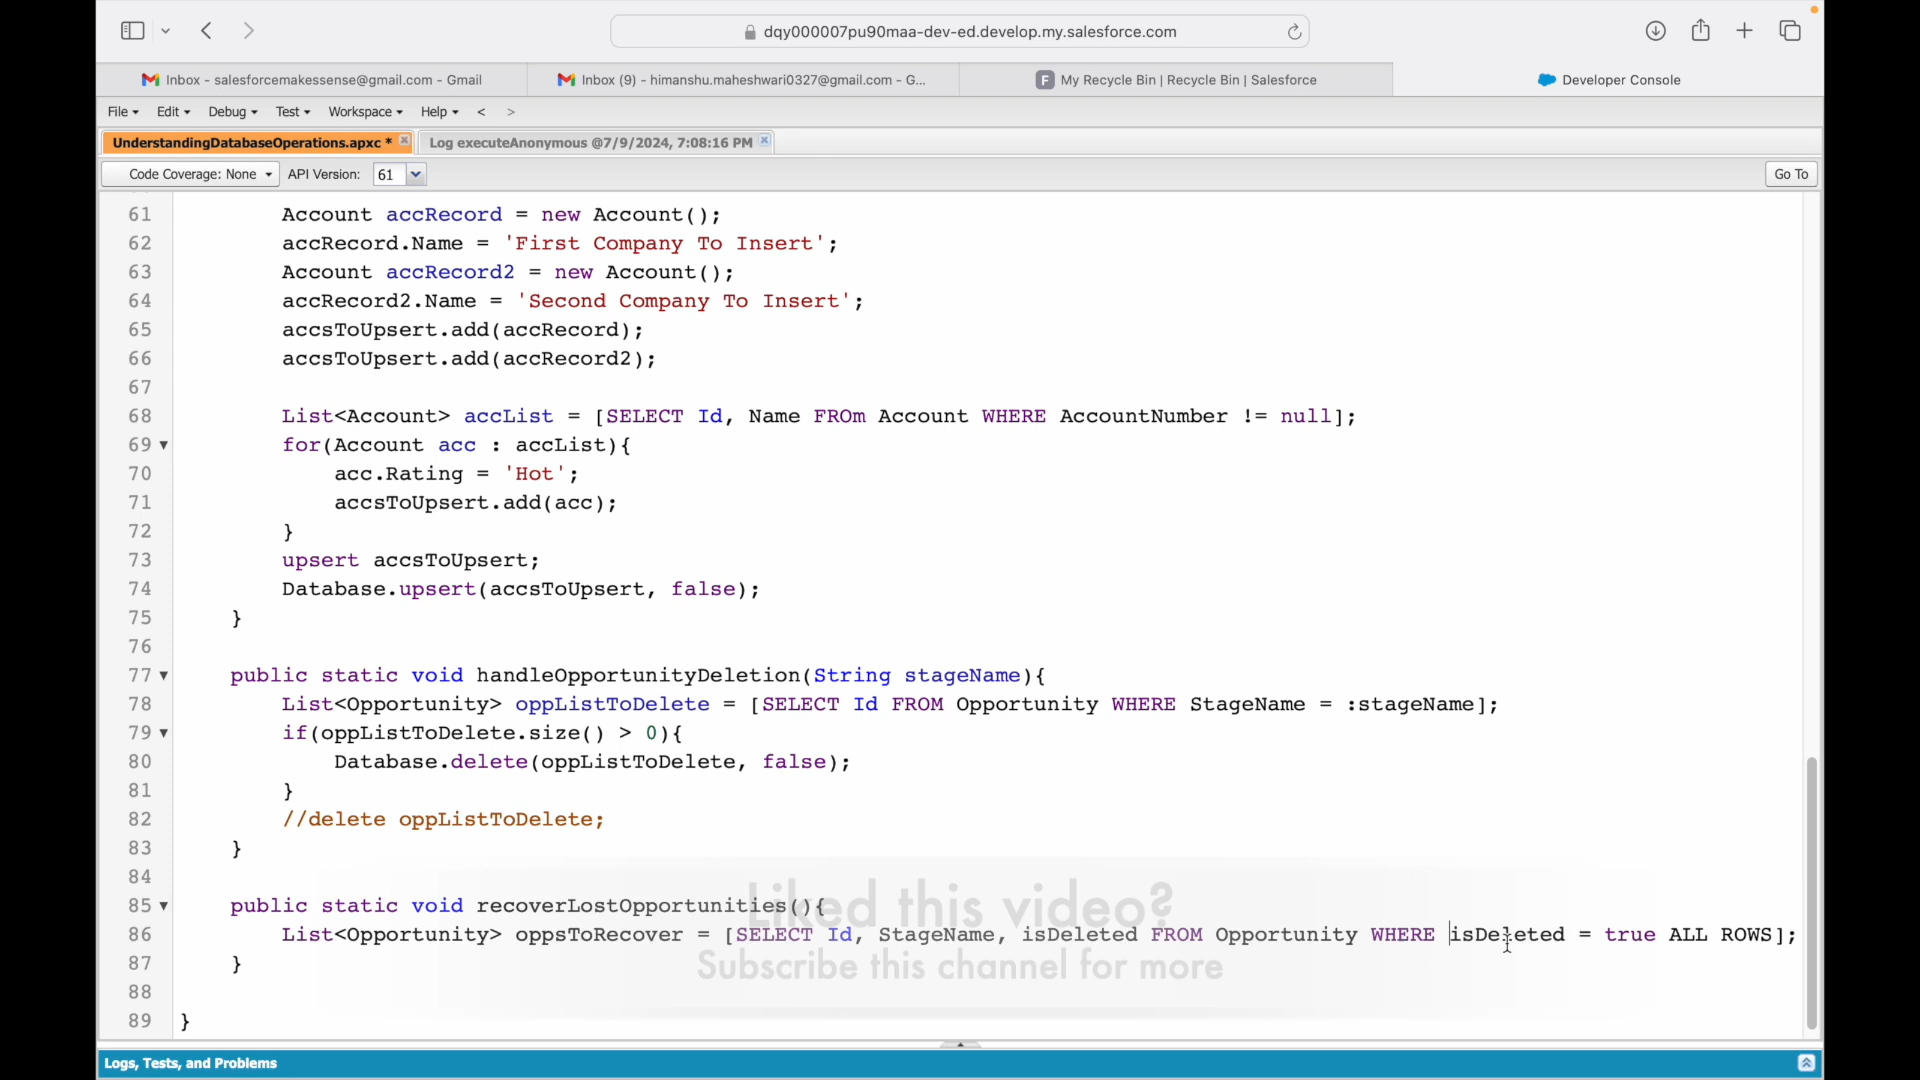 dqy000007pu90maa-dev-ed.develop.my.salesforce.com
Inbox - salesforcemakessense@gmail.com - Gmail
Inbox (9) - himanshu.maheshwari0327@gmail.com - G...
F My Recycle Bin | Recycle Bin | Salesforce
Developer Console
File Edit Debug Test Workspace Help < >
UnderstandingDatabaseOperations.apxc *
Log executeAnonymous @7/9/2024, 7:08:16 PM
Code Coverage: None API Version: 61 Go To
61 Account accRecord = new Account();
62 accRecord.Name = 'First Company To Insert';
63 Account accRecord2 = new Account();
64 accRecord2.Name = 'Second Company To Insert';
65 accsToUpsert.add(accRecord);
66 accsToUpsert.add(accRecord2);
67
68 List<Account> accList = [SELECT Id, Name FROm Account WHERE AccountNumber != null];
69 for(Account acc : accList){
70 acc.Rating = 'Hot';
71 accsToUpsert.add(acc);
72 }
73 upsert accsToUpsert;
74 Database.upsert(accsToUpsert, false);
75 }
76
77 public static void handleOpportunityDeletion(String stageName){
78 List<Opportunity> oppListToDelete = [SELECT Id FROM Opportunity WHERE StageName = :stageName];
79 if(oppListToDelete.size() > 0){
80 Database.delete(oppListToDelete, false);
81 }
82 //delete oppListToDelete;
83 }
84
85 public static void recoverLostOpportunities(){
Liked this video?
86 List<Opportunity> oppsToRecover = [SELECT Id, StageName, isDeleted FROM Opportunity WHERE isDeleted = true ALL ROWS];
87 }
Subscribe this channel for more
88
89 }
Logs, Tests, and Problems